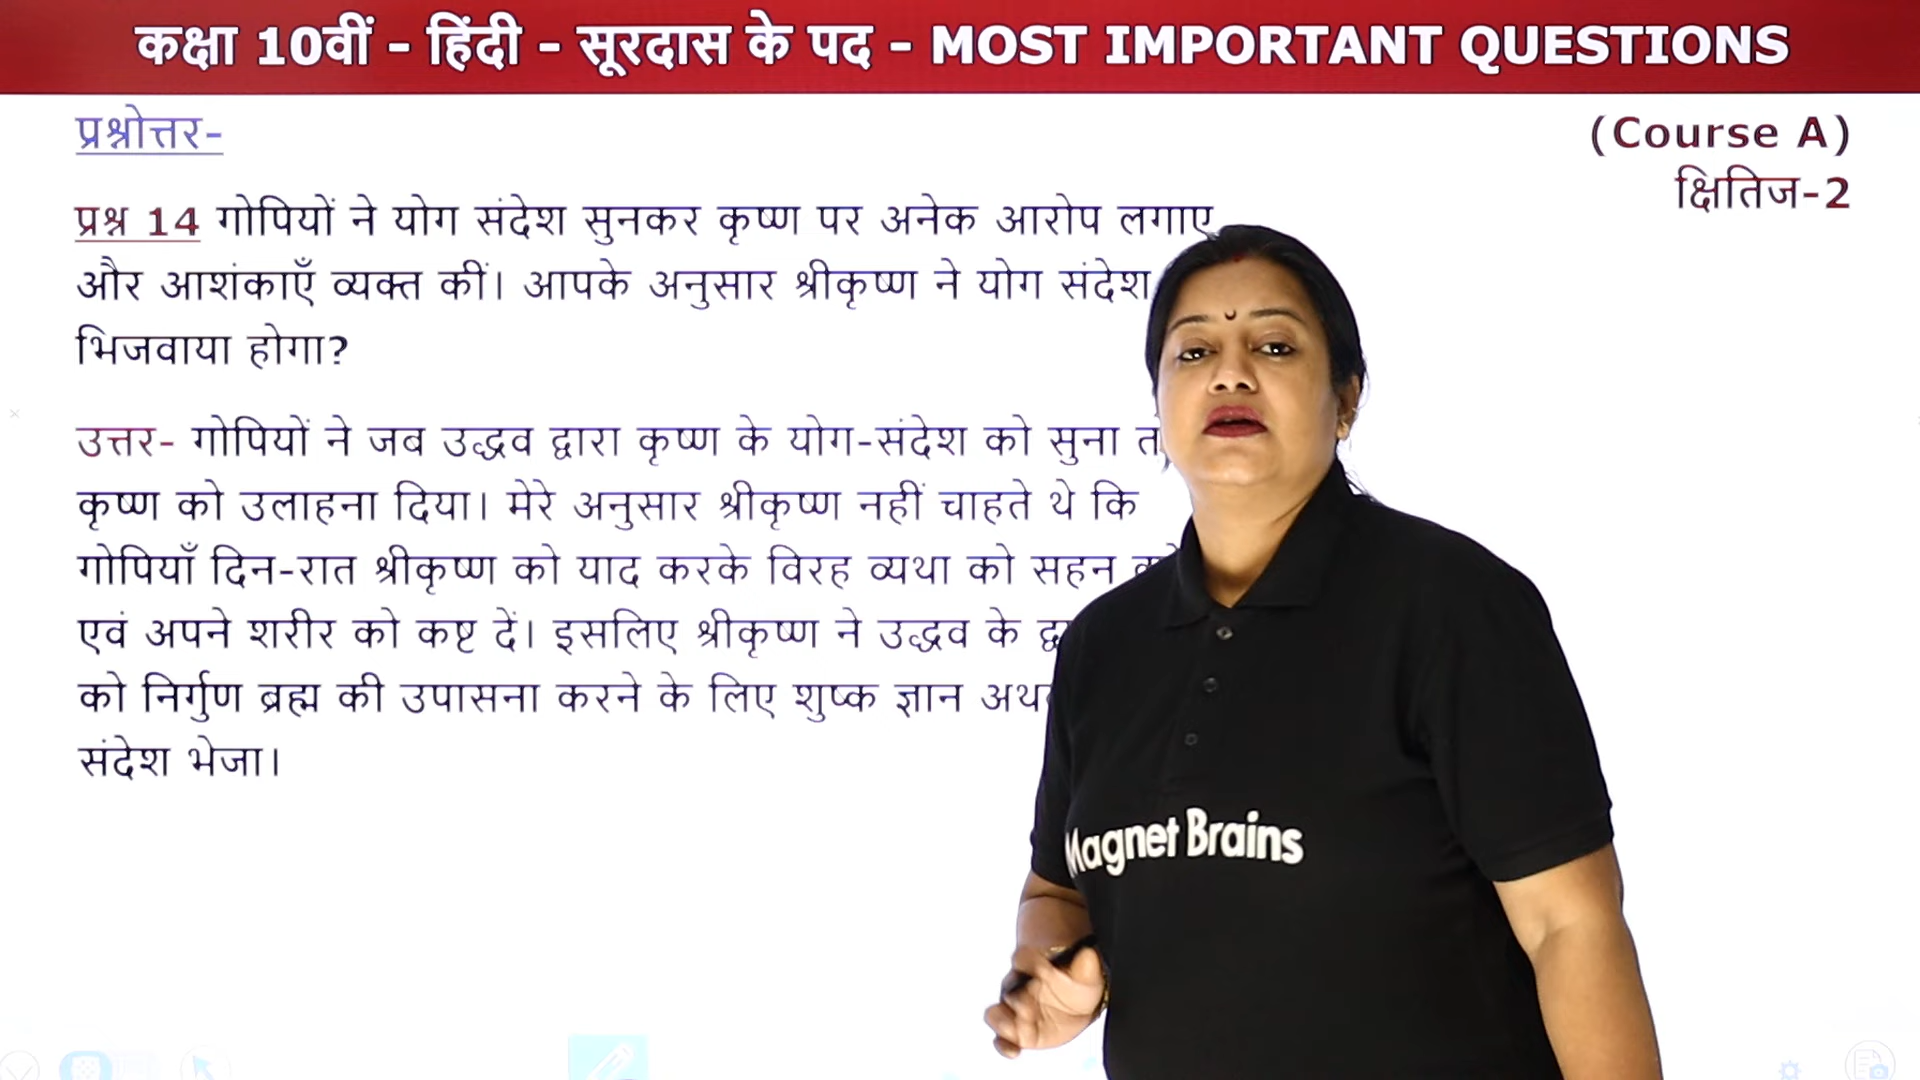 कक्षा 10वीं - हिंदी - सूरदास के पद - MOST IMPORTANT QUESTIONS
प्रश्नोत्तर-
(Course A)
क्षितिज-2
प्रश्न 14 गोपियों ने योग संदेश सुनकर कृष्ण पर अनेक आरोप लगाए
और आशंकाएँ व्यक्त कीं। आपके अनुसार श्रीकृष्ण ने योग संदेश
भिजवाया होगा?
उत्तर- गोपियों ने जब उद्धव द्वारा कृष्ण के योग-संदेश को सुना
कृष्ण को उलाहना दिया। मेरे अनुसार श्रीकृष्ण नहीं चाहते थे कि
गोपियाँ दिन-रात श्रीकृष्ण को याद करके विरह व्यथा को सहन
एवं अपने शरीर को कष्ट दें। इसलिए श्रीकृष्ण ने उद्धव के
को निर्गुण ब्रह्म की उपासना करने के लिए शुष्क ज्ञान
संदेश भेजा।
Magnet Brains